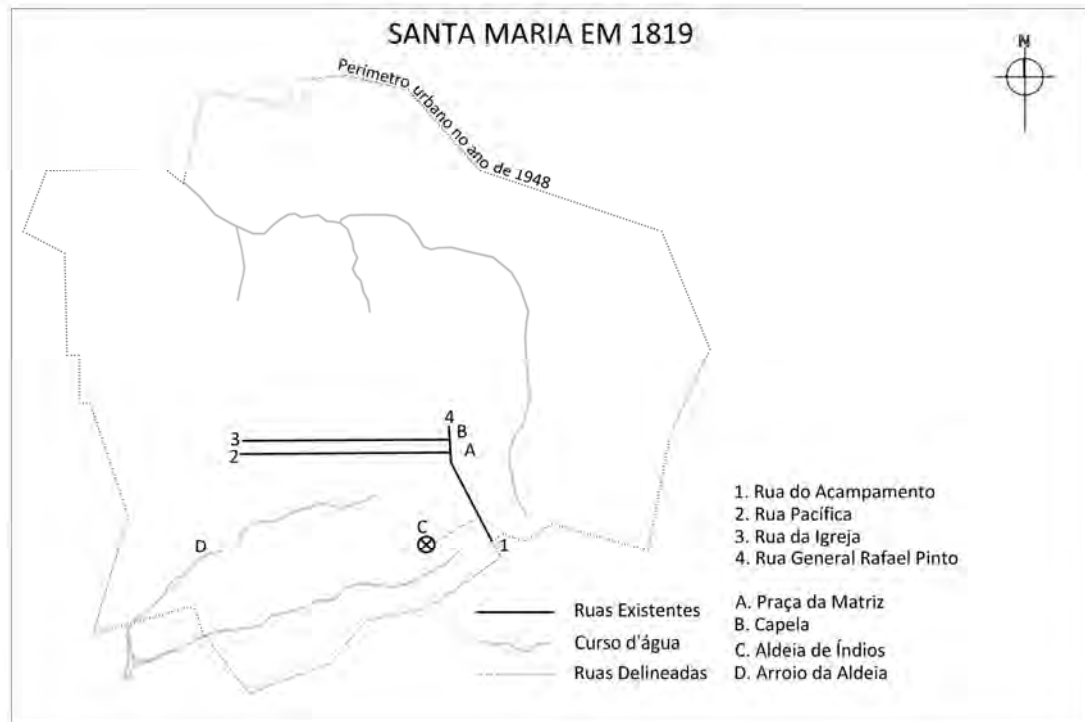 SANTA MARIA EM 1819
N
Perímetro urbano no ano de 1948
4
B
3
A
2
C
D
1
1. Rua do Acampamento
2. Rua Pacífica
3. Rua da Igreja
4. Rua General Rafael Pinto
Ruas Existentes
Curso d'água
Ruas Delineadas
A. Praça da Matriz
B. Capela
C. Aldeia de Índios
D. Arroio da Aldeia